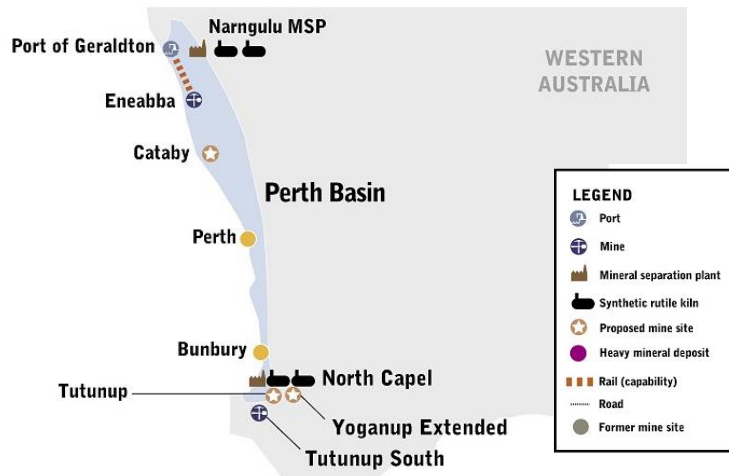 Narngulu MSP
Port of Geraldton
WESTERN
AUSTRALIA
Eneabba
Cataby
Perth Basin
Perth
Bunbury
North Capel
Tutunup
Yoganup Extended
Tutunup South
LEGEND
Port
Mine
Mineral separation plant
Synthetic rutile kiln
Proposed mine site
Heavy mineral deposit
Rail (capability)
Road
Former mine site